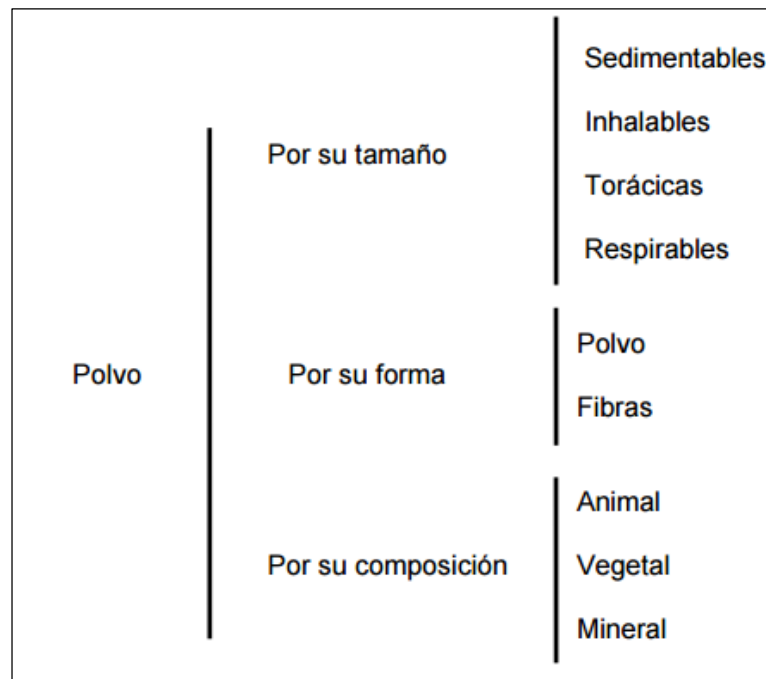 Polvo
Por su tamaño
Sedimentables
Inhalables
Torácicas
Respirables
Por su forma
Polvo
Fibras
Por su composición
Animal
Vegetal
Mineral